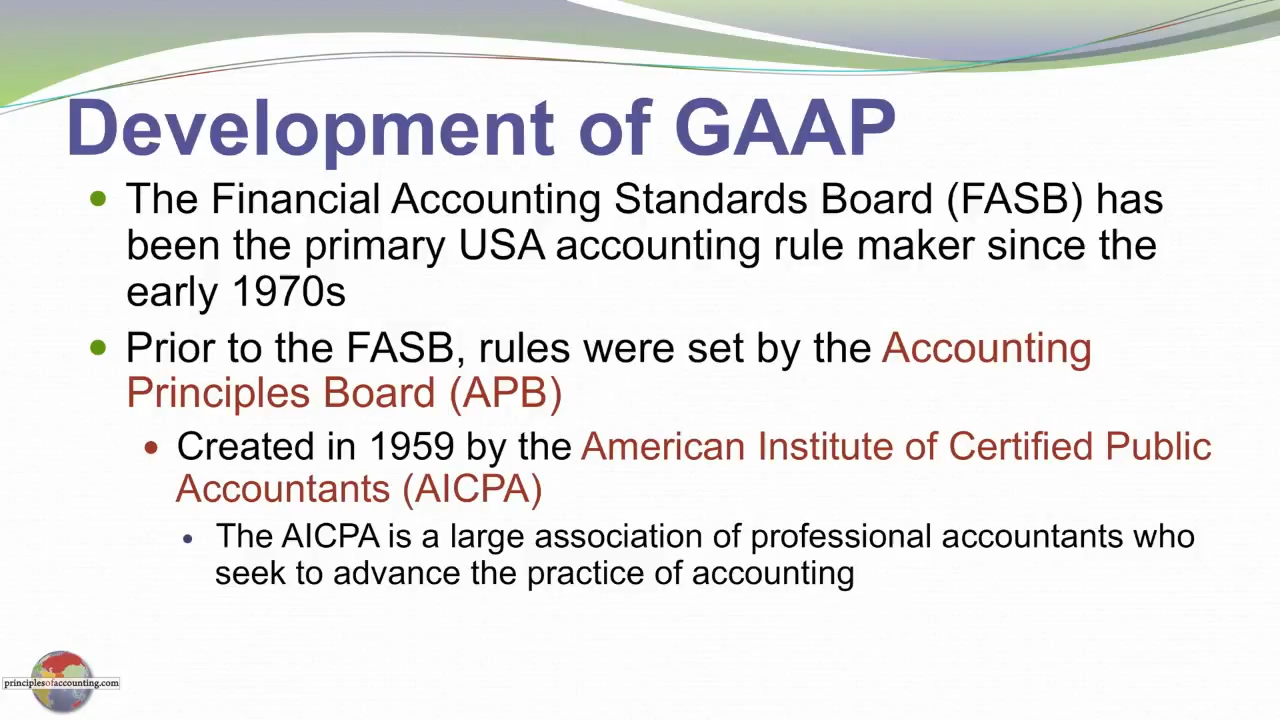 Development of GAAP
• The Financial Accounting Standards Board (FASB) has
been the primary USA accounting rule maker since the
early 1970s
• Prior to the FASB, rules were set by the Accounting
Principles Board (APB)
• Created in 1959 by the American Institute of Certified Public
Accountants (AICPA)
• The AICPA is a large association of professional accountants who
seek to advance the practice of accounting
principlesofaccounting.com